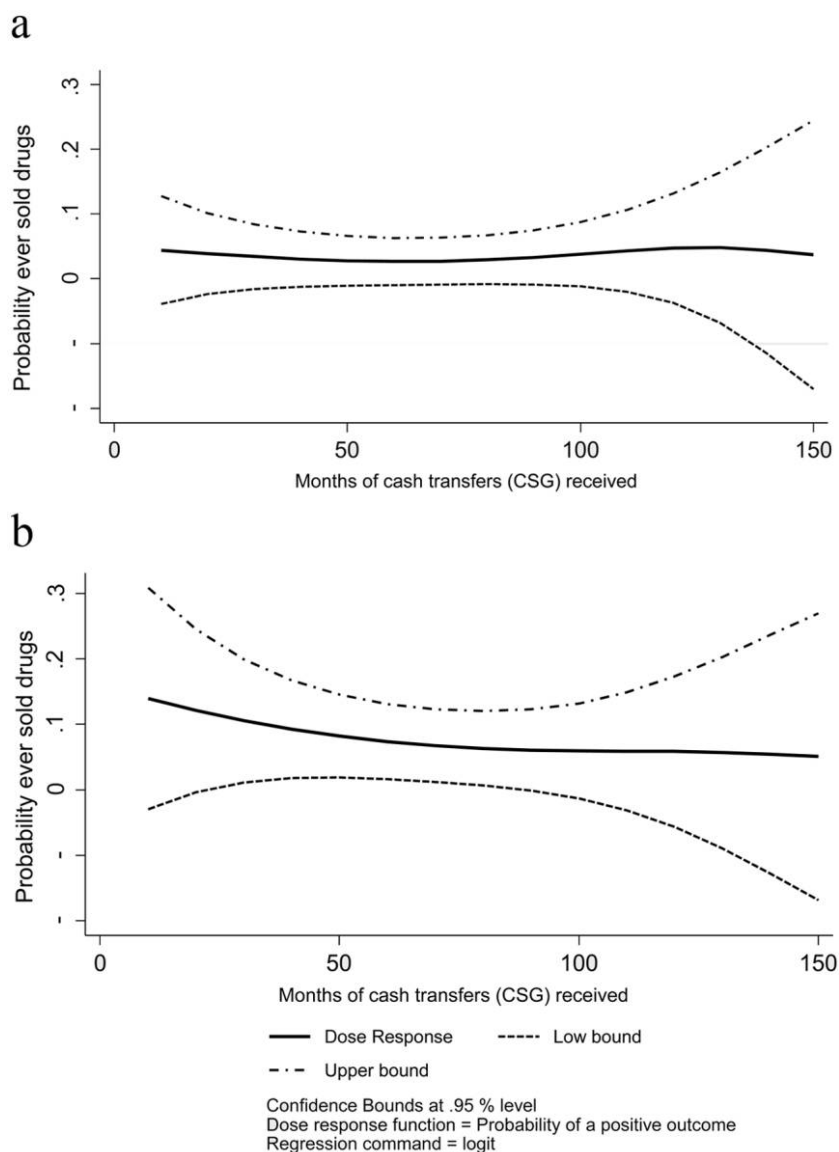 a
Probability ever sold drugs
.3
.2
.1
0
-
-
0 50 100 150
Months of cash transfers (CSG) received
b
Probability ever sold drugs
.3
.2
.1
0
-
-
0 50 100 150
Months of cash transfers (CSG) received
Dose Response Low bound
Upper bound
Confidence Bounds at .95 % level
Dose response function = Probability of a positive outcome
Regression command = logit